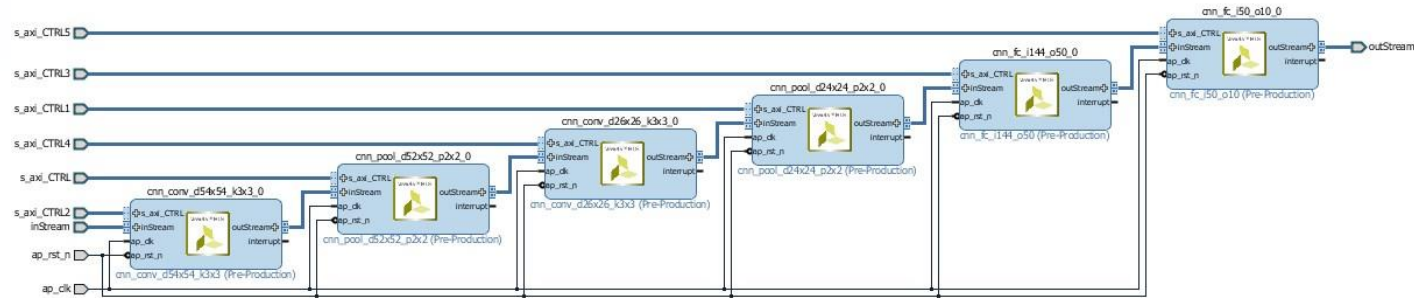 s_axi_CTRL5
s_axi_CTRL3
s_axi_CTRL1
s_axi_CTRL4
s_axi_CTRL
s_axi_CTRL2
inStream
ap_rst_n
ap_clk
cnn_conv_d54x54_k3x3_0
s_axi_CTRL
inStream
ap_clk
ap_rst_n
outStream
interrupt
cnn_conv_d54x54_k3x3 (Pre-Production)
cnn_pool_d52x52_p2x2_0
s_axi_CTRL
inStream
ap_clk
ap_rst_n
outStream
interrupt
cnn_pool_d52x52_p2x2 (Pre-Production)
cnn_conv_d26x26_k3x3_0
s_axi_CTRL
inStream
ap_clk
ap_rst_n
outStream
interrupt
cnn_conv_d26x26_k3x3 (Pre-Production)
cnn_pool_d24x24_p2x2_0
s_axi_CTRL
inStream
ap_clk
ap_rst_n
outStream
interrupt
cnn_pool_d24x24_p2x2 (Pre-Production)
cnn_fc_i144_o50_0
s_axi_CTRL
inStream
ap_clk
ap_rst_n
outStream
interrupt
cnn_fc_i144_o50 (Pre-Production)
cnn_fc_i50_o10_0
s_axi_CTRL
inStream
ap_clk
ap_rst_n
outStream
interrupt
cnn_fc_i50_o10 (Pre-Production)
outStream